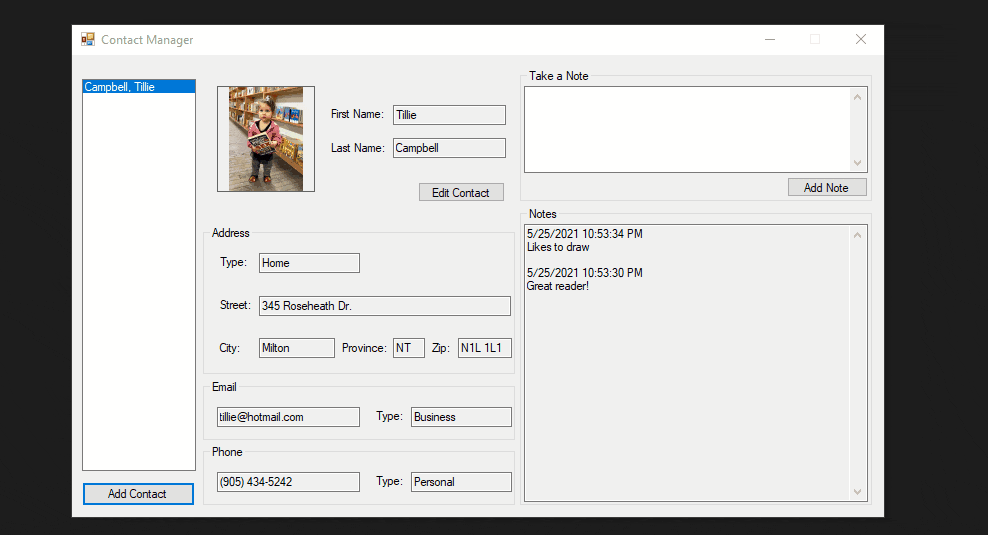 Contact Manager
Campbell, Tillie
Add Contact
First Name: Tillie
Last Name: Campbell
Edit Contact
Address
Type: Home
Street: 345 Roseheath Dr.
City: Milton Province: NT Zip: N1L 1L1
Email
tillie@hotmail.com Type: Business
Phone
(905) 434-5242 Type: Personal
Take a Note
Add Note
Notes
5/25/2021 10:53:34 PM
Likes to draw
5/25/2021 10:53:30 PM
Great reader!